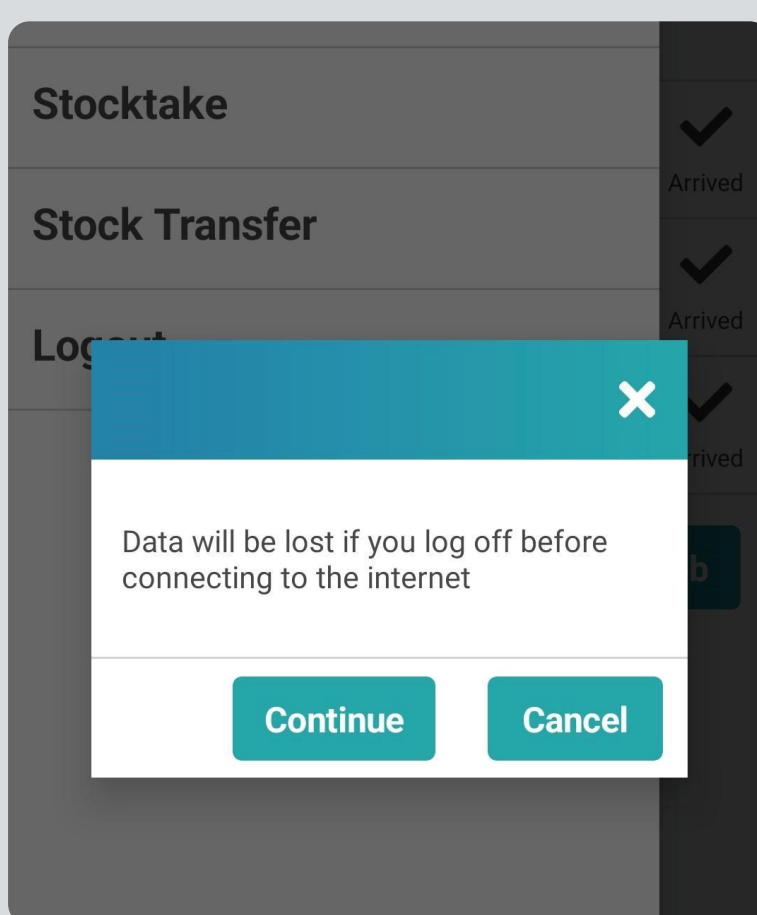 Stocktake
Arrived
Stock Transfer
Arrived
Logout
Data will be lost if you log off before
connecting to the internet
Continue
Cancel